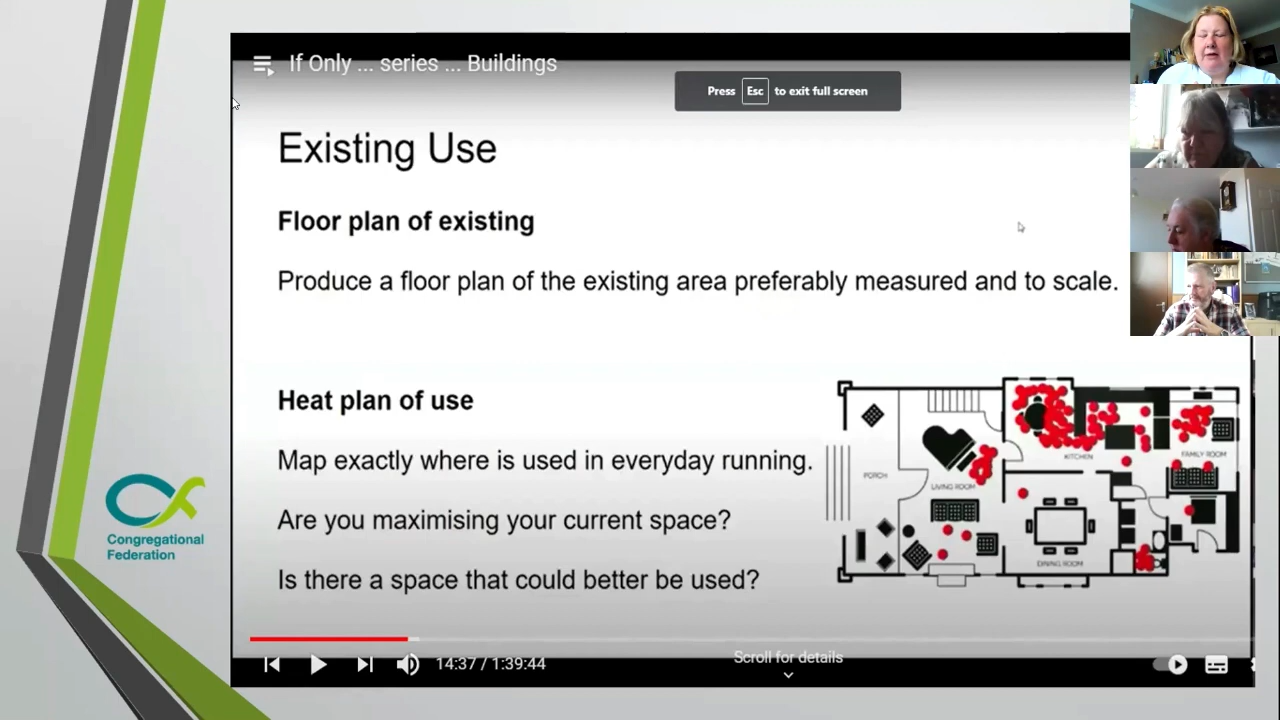 If Only ... series ... Buildings
Press Esc to exit full screen
Existing Use
Floor plan of existing
Produce a floor plan of the existing area preferably measured and to scale.
Heat plan of use
Map exactly where is used in everyday running.
Are you maximising your current space?
Is there a space that could better be used?
KITCHEN
FAMILY ROOM
PORCH
LIVING ROOM
DINING ROOM
Congregational
Federation
14:37 / 1:39:44
Scroll for details